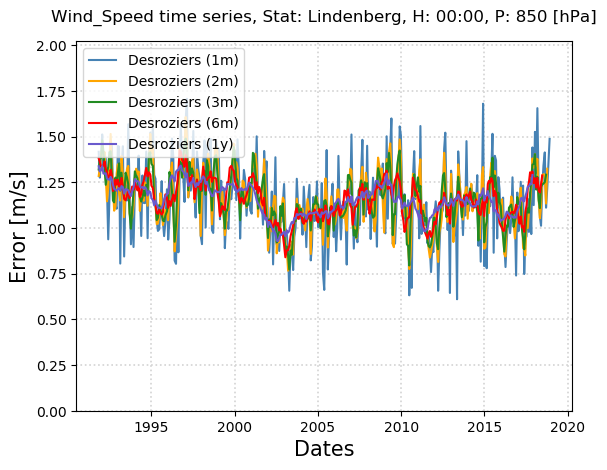 Wind_Speed time series, Stat: Lindenberg, H: 00:00, P: 850 [hPa]
Desroziers (1m)
Desroziers (2m)
Desroziers (3m)
Desroziers (6m)
Desroziers (1y)
Error [m/s]
2.00
1.75
1.50
1.25
1.00
0.75
0.50
0.25
0.00
1995 2000 2005 2010 2015 2020
Dates